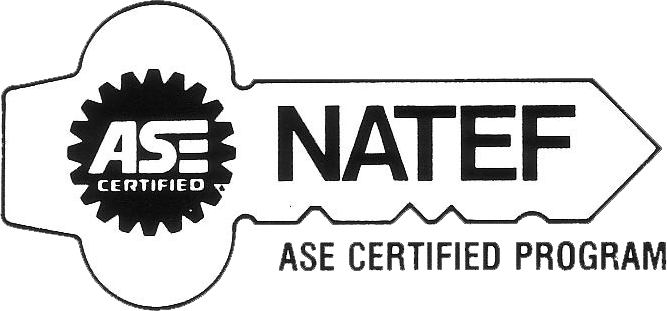 ASE
CERTIFIED
NATEF
ASE CERTIFIED PROGRAM